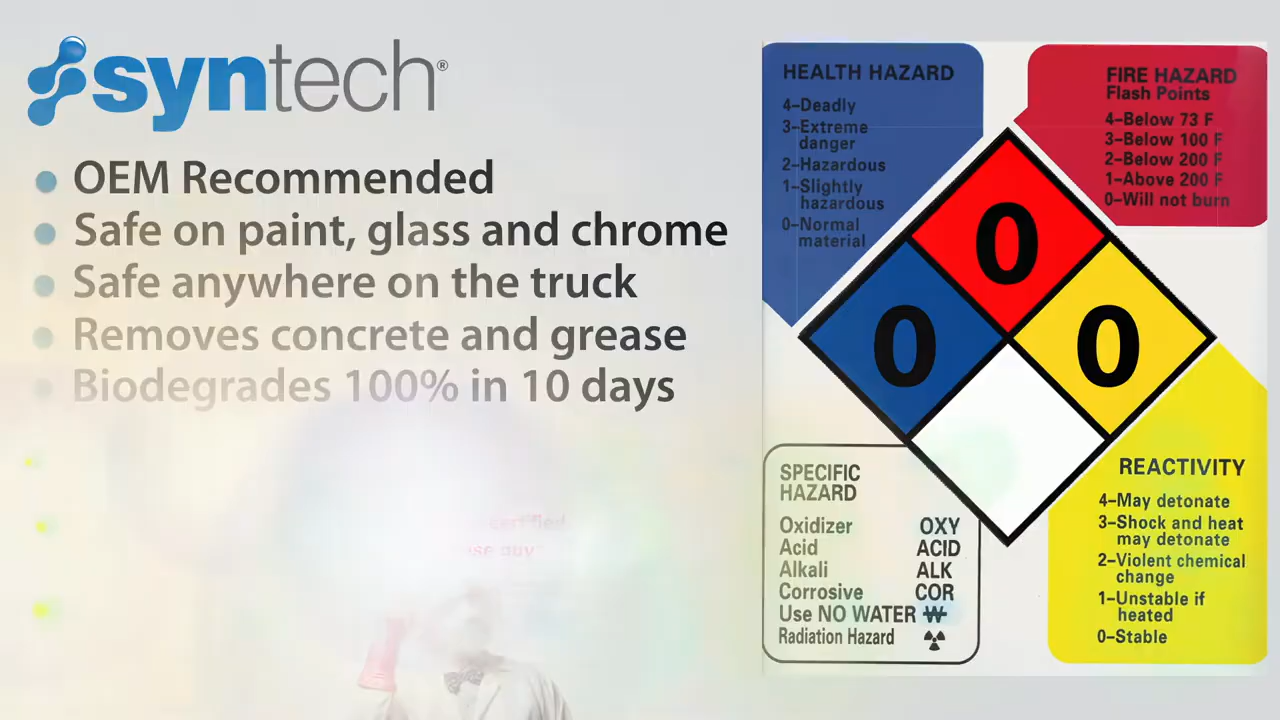 syntech®
OEM Recommended
Safe on paint, glass and chrome
Safe anywhere on the truck
Removes concrete and grease
Biodegrades 100% in 10 days
HEALTH HAZARD
4–Deadly
3–Extreme
danger
2–Hazardous
1–Slightly
hazardous
0–Normal
material
FIRE HAZARD
Flash Points
4–Below 73 F
3–Below 100 F
2–Below 200 F
1–Above 200 F
0–Will not burn
0
0
0
SPECIFIC
HAZARD
Oxidizer OXY
Acid ACID
Alkali ALK
Corrosive COR
Use NO WATER W
Radiation Hazard
REACTIVITY
4–May detonate
3–Shock and heat
may detonate
2–Violent chemical
change
1–Unstable if
heated
0–Stable